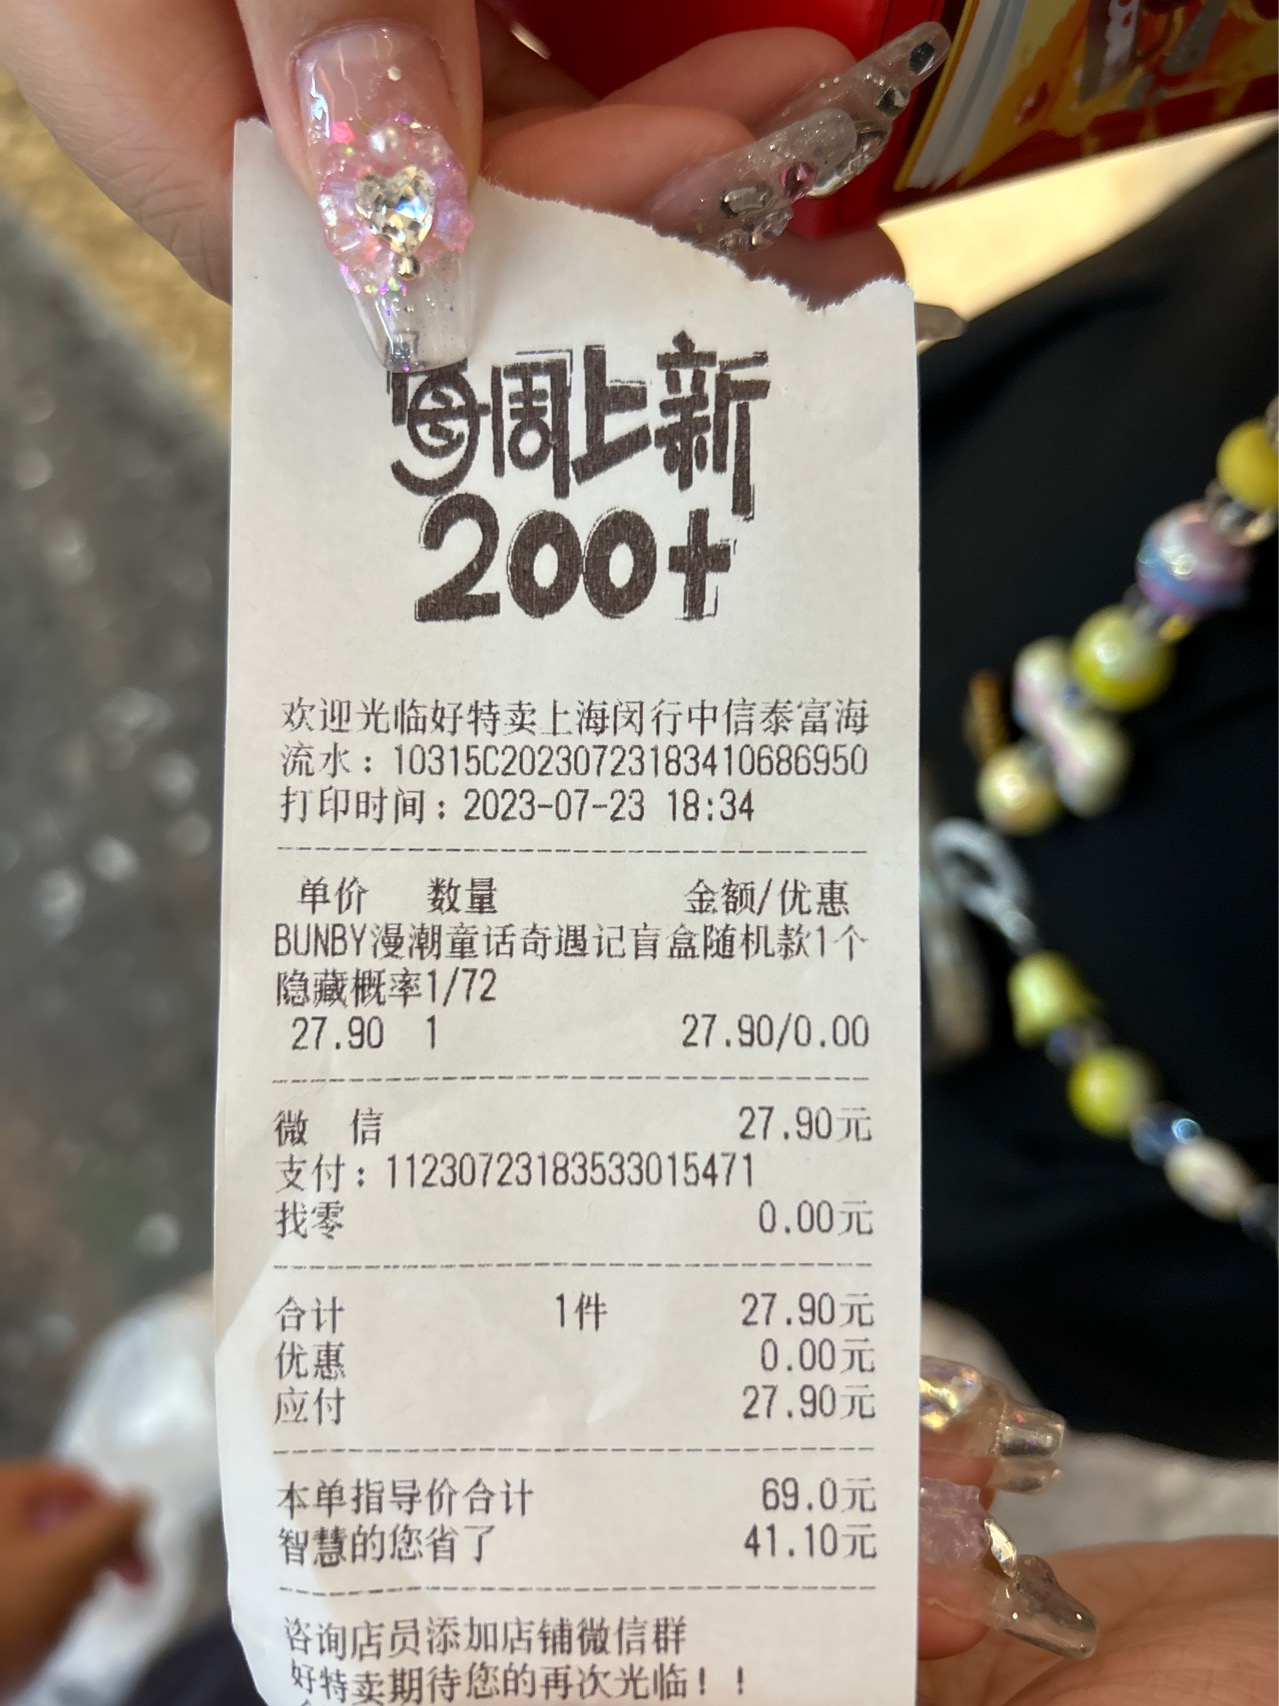 每周上新
200+
欢迎光临好特卖上海闵行中信泰富海
流水：10315C20230723183410686950
打印时间：2023-07-23 18:34
单价 数量 金额/优惠
BUNBY漫潮童话奇遇记盲盒随机款1个
隐藏概率1/72
27.90 1 27.90/0.00
微 信 27.90元
支付：11230723183533015471
找零 0.00元
合计 1件 27.90元
优惠 0.00元
应付 27.90元
本单指导价合计 69.0元
智慧的您省了 41.10元
咨询店员添加店铺微信群
好特卖期待您的再次光临！！